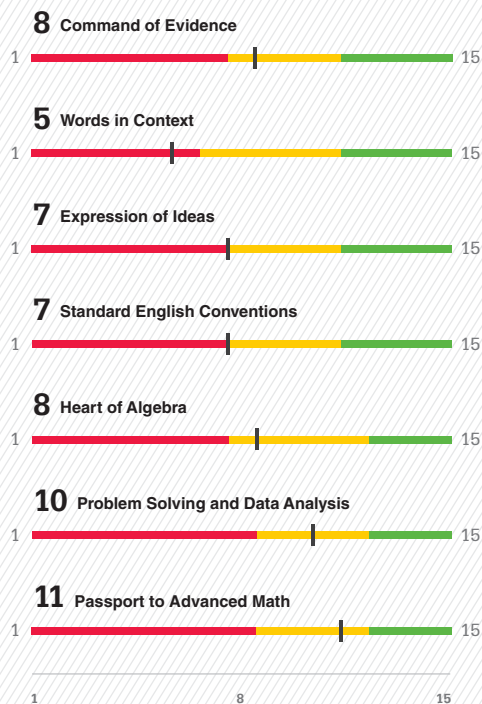 8 Command of Evidence
1 15
5 Words in Context
1 15
7 Expression of Ideas
1 15
7 Standard English Conventions
1 15
8 Heart of Algebra
1 15
10 Problem Solving and Data Analysis
1 15
11 Passport to Advanced Math
1 15
1 8 15